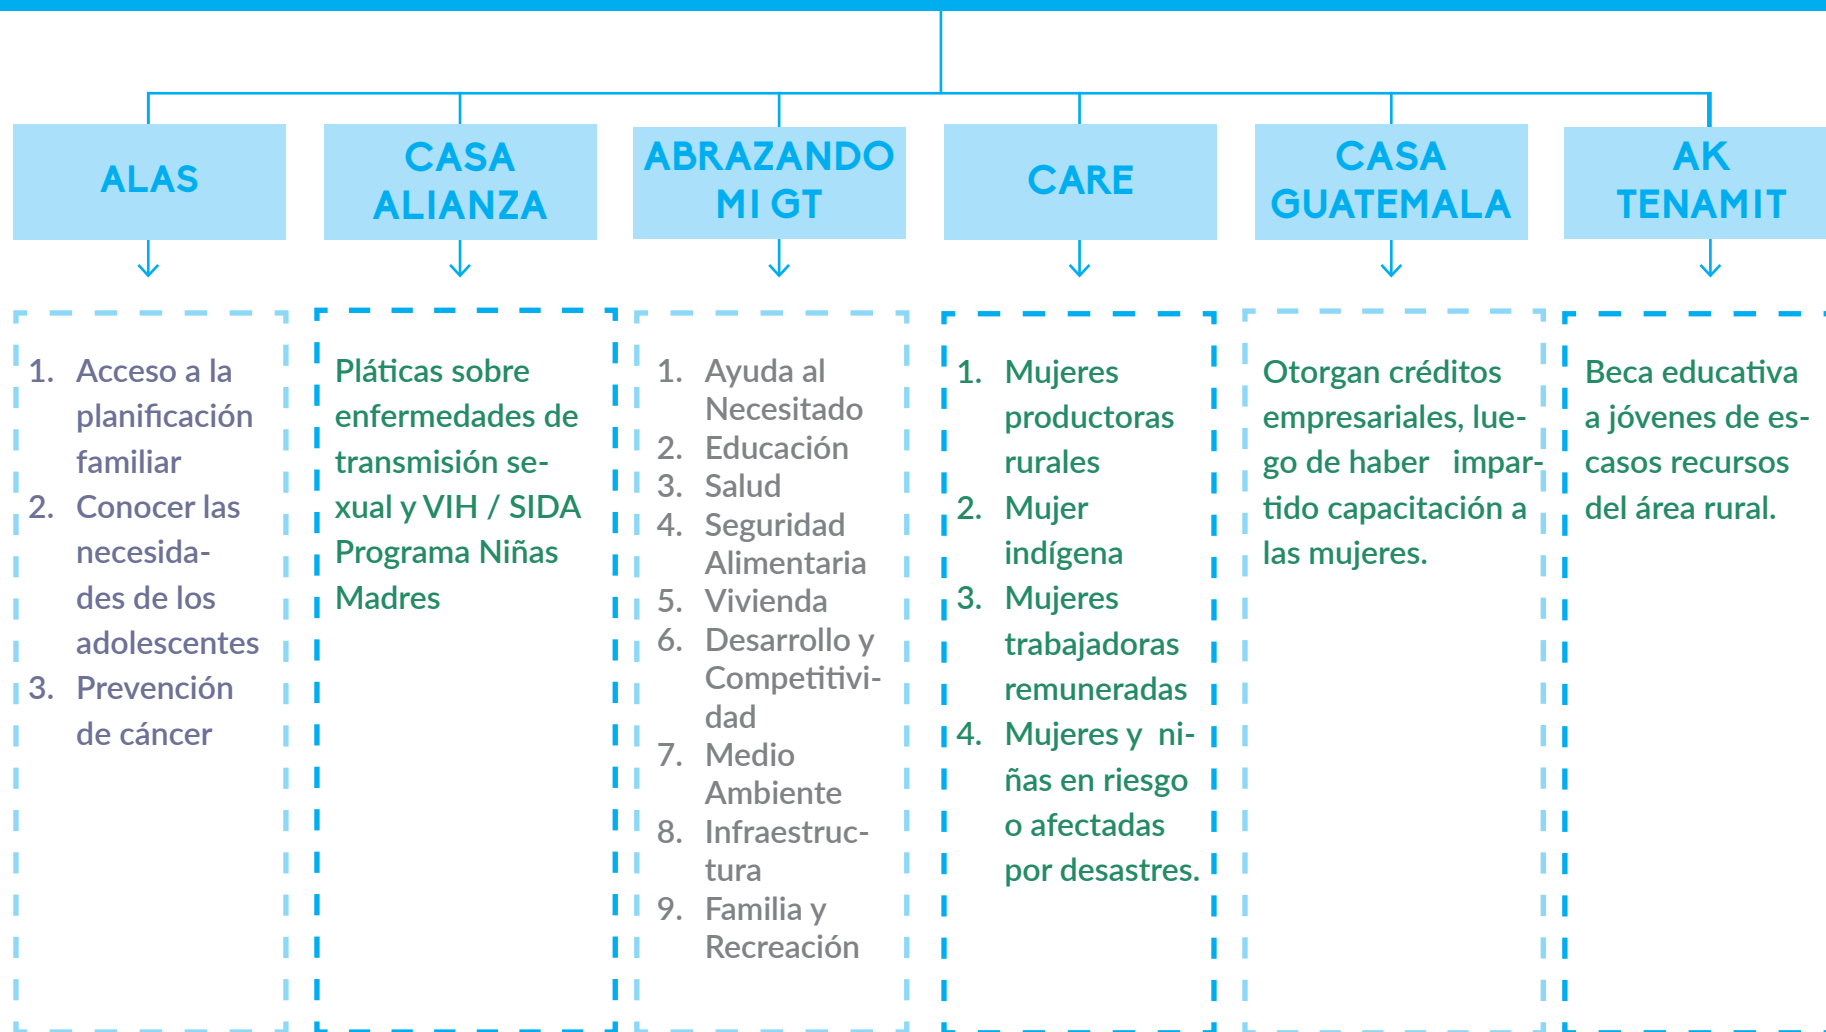 ALAS
CASA
ALIANZA
ABRAZANDO
MI GT
CARE
CASA
GUATEMALA
AK
TENAMIT
1. Acceso a la
planificación
familiar
2. Conocer las
necesida-
des de los
adolescentes
3. Prevención
de cáncer
Pláticas sobre
enfermedades de
transmisión se-
xual y VIH / SIDA
Programa Niñas
Madres
1. Ayuda al
Necesitado
2. Educación
3. Salud
4. Seguridad
Alimentaria
5. Vivienda
6. Desarrollo y
Competitivi-
dad
7. Medio
Ambiente
8. Infraestruc-
tura
9. Familia y
Recreación
1. Mujeres
productoras
rurales
2. Mujer
indígena
3. Mujeres
trabajadoras
remuneradas
4. Mujeres y ni-
ñas en riesgo
o afectadas
por desastres.
Otorgan créditos
empresariales, lue-
go de haber impar-
tido capacitación a
las mujeres.
Beca educativa
a jóvenes de es-
casos recursos
del área rural.